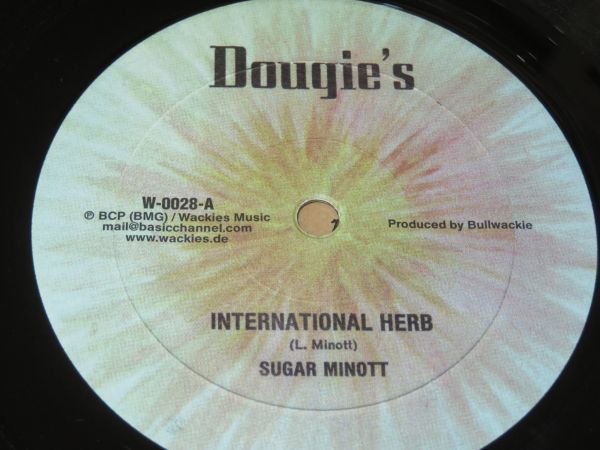 Dougie's
W-0028-A
℗ BCP (BMG) / Wackies Music
mail@basicchannel.com
www.wackies.de
Produced by Bullwackie
INTERNATIONAL HERB
(L. Minott)
SUGAR MINOTT